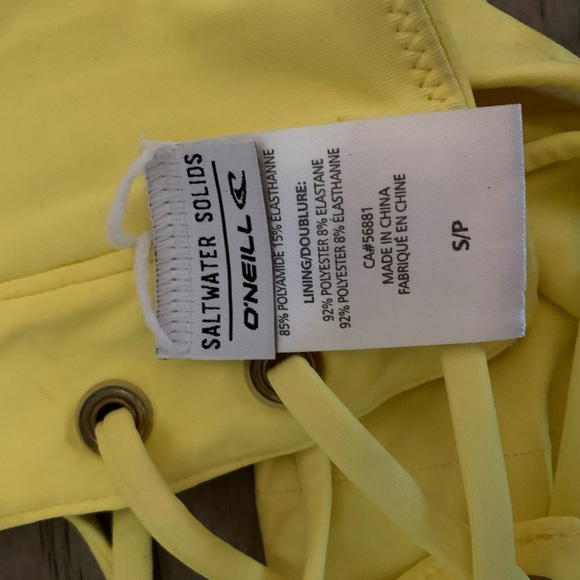 SALTWATER SOLIDS
O'NEILL
85% POLYAMIDE 15% ELASTHANNE
LINING/DOUBLURE:
92% POLYESTER 8% ELASTANE
92% POLYESTER 8% ÉLASTHANNE
CA#56881
MADE IN CHINA
FABRIQUÉ EN CHINE
S/P